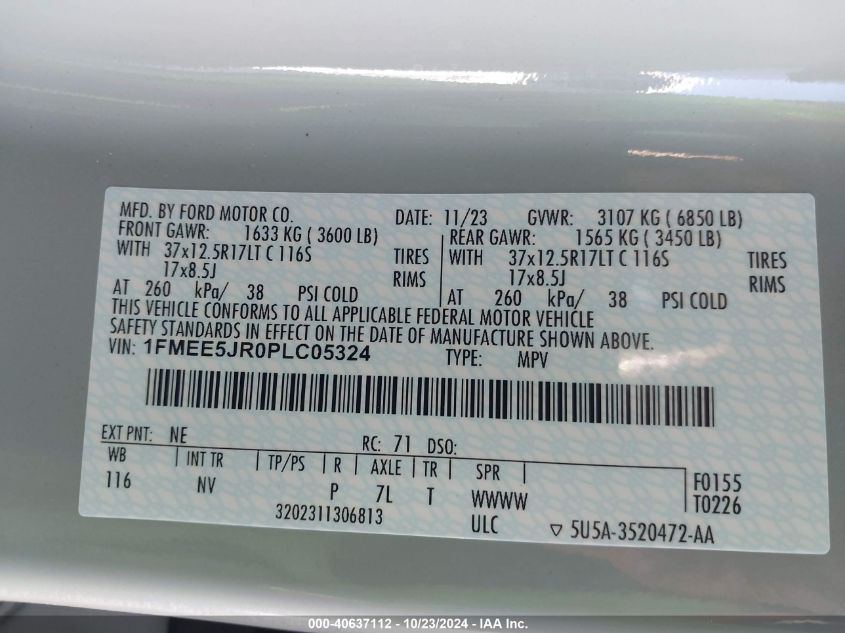 MFD. BY FORD MOTOR CO. DATE: 11/23 GVWR: 3107 KG ( 6850 LB)
FRONT GAWR: 1633 KG ( 3600 LB) REAR GAWR: 1565 KG ( 3450 LB)
WITH 37x12.5R17LT C 116S TIRES WITH 37x12.5R17LT C 116S TIRES
17x8.5J RIMS 17x8.5J RIMS
AT 260 kPa/ 38 PSI COLD AT 260 kPa/ 38 PSI COLD
THIS VEHICLE CONFORMS TO ALL APPLICABLE FEDERAL MOTOR VEHICLE
SAFETY STANDARDS IN EFFECT ON THE DATE OF MANUFACTURE SHOWN ABOVE.
VIN: 1FMEE5JR0PLC05324 TYPE: MPV
EXT PNT: NE RC: 71 DSO:
WB INT TR TP/PS R AXLE TR SPR F0155
116 NV P 7L T WWWW T0226
3202311306813 ULC 5U5A-3520472-AA
000-40637112 - 10/23/2024 - IAA Inc.